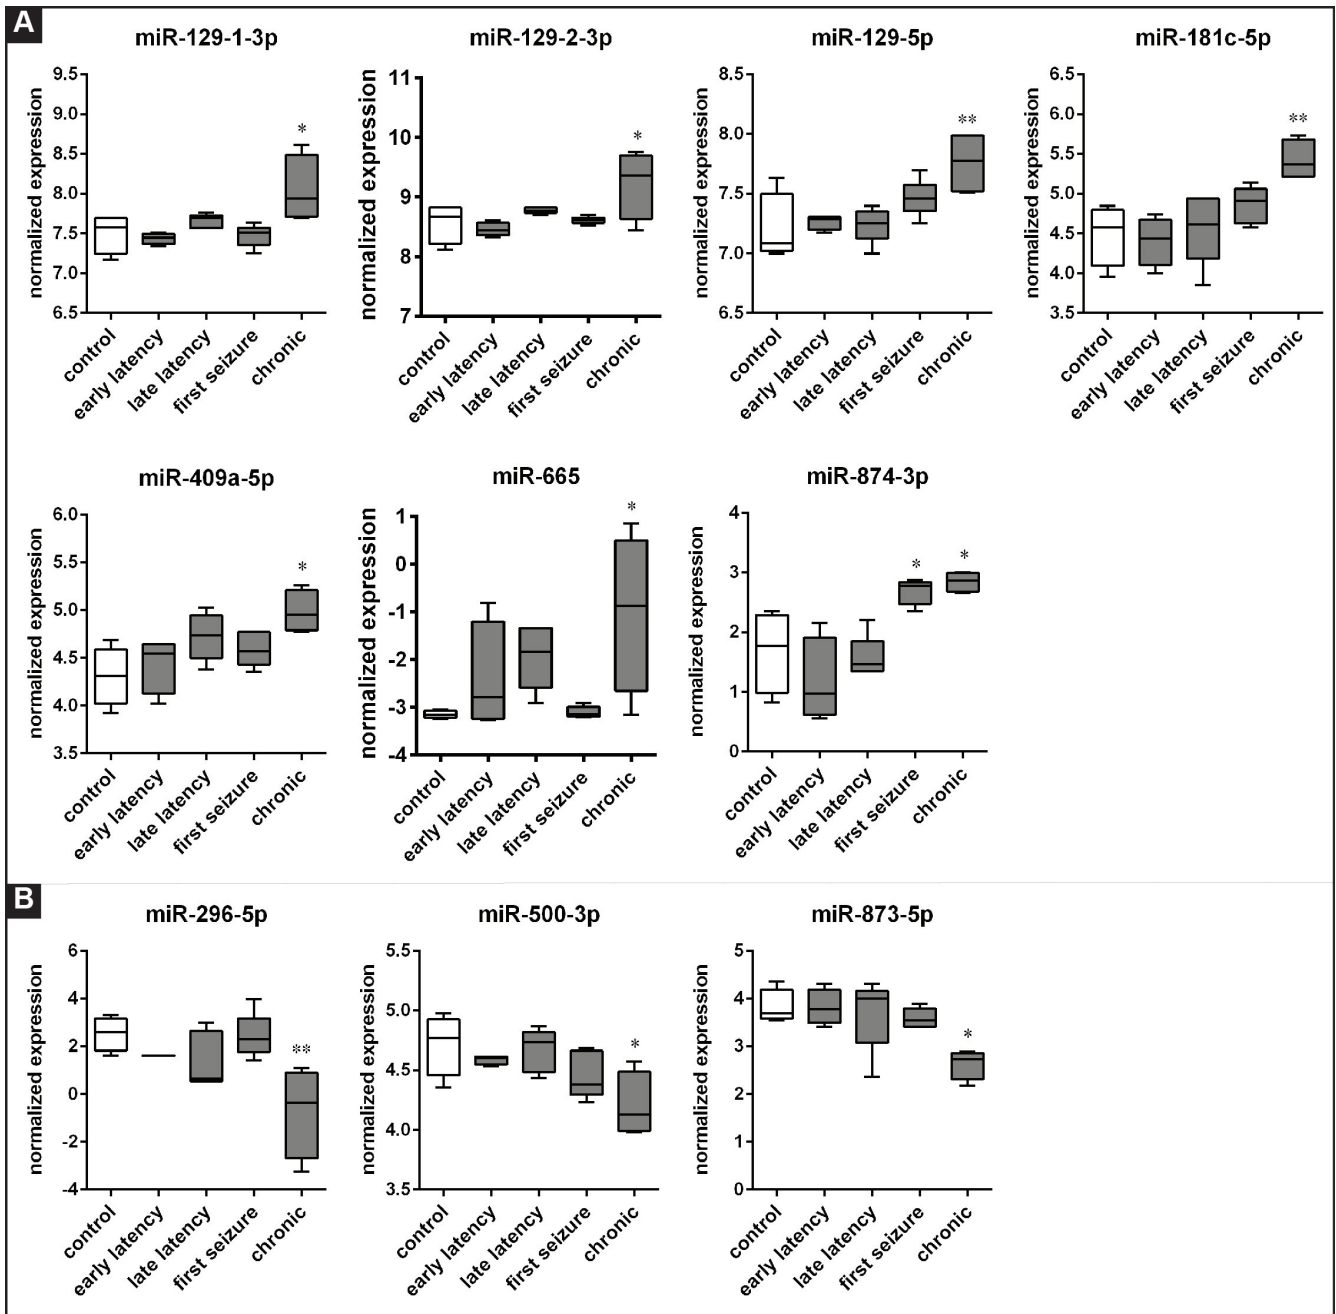 A
miR-129-1-3p
normalized expression
9.5
9.0
8.5
8.0
7.5
7.0
6.5
*
control
early latency
late latency
first seizure
chronic
miR-129-2-3p
normalized expression
11
10
9
8
7
*
control
early latency
late latency
first seizure
chronic
miR-129-5p
normalized expression
8.5
8.0
7.5
7.0
6.5
**
control
early latency
late latency
first seizure
chronic
miR-181c-5p
normalized expression
6.5
6.0
5.5
5.0
4.5
4.0
3.5
**
control
early latency
late latency
first seizure
chronic
miR-409a-5p
normalized expression
6.0
5.5
5.0
4.5
4.0
3.5
*
control
early latency
late latency
first seizure
chronic
miR-665
normalized expression
1
0
-1
-2
-3
-4
*
control
early latency
late latency
first seizure
chronic
miR-874-3p
normalized expression
4
3
2
1
0
*
*
control
early latency
late latency
first seizure
chronic
B
miR-296-5p
normalized expression
6
4
2
0
-2
-4
**
control
early latency
late latency
first seizure
chronic
miR-500-3p
normalized expression
5.5
5.0
4.5
4.0
3.5
*
control
early latency
late latency
first seizure
chronic
miR-873-5p
normalized expression
5
4
3
2
1
0
*
control
early latency
late latency
first seizure
chronic